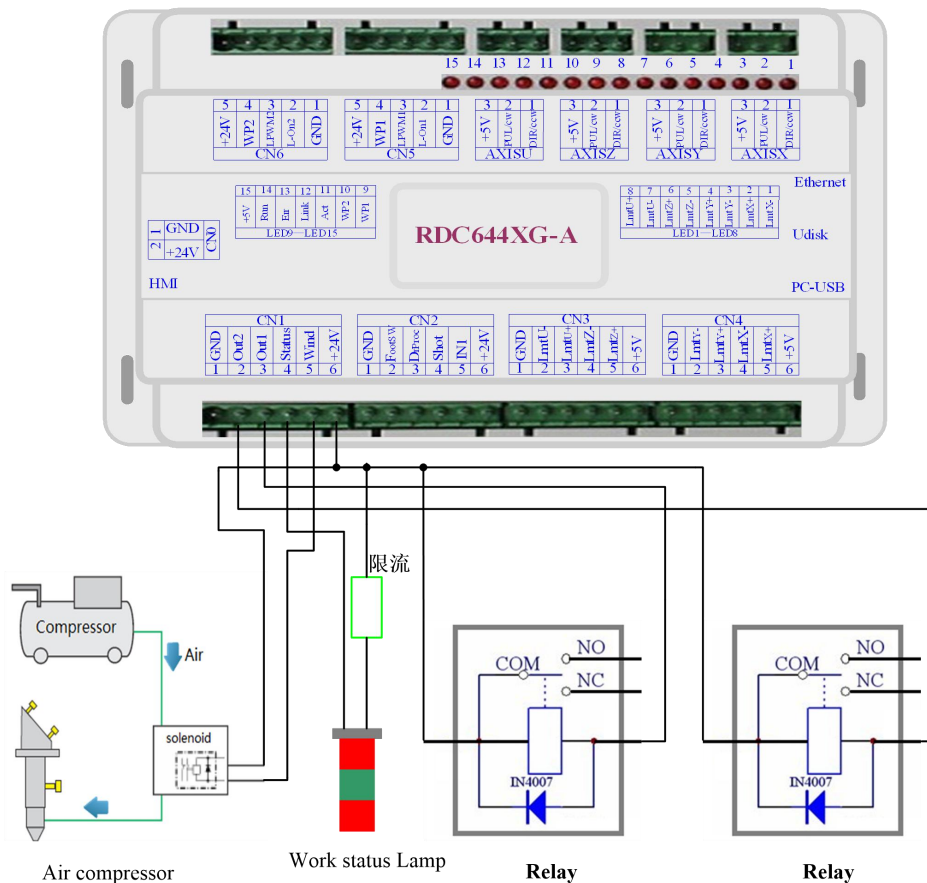 15 14 13 12 11 10 9 8 7 6 5 4 3 2 1
5 4 3 2 1
+24V WP2 LPWM2 L-On2 GND
CN6
5 4 3 2 1
+24V WP1 LPWM1 L-On1 GND
CN5
3 2 1
+5V PUL/cw DIR/ccw
AXISU
3 2 1
+5V PUL/cw DIR/ccw
AXISZ
3 2 1
+5V PUL/cw DIR/ccw
AXISY
3 2 1
+5V PUL/cw DIR/ccw
AXISX
Ethernet
15 14 13 12 11 10 9
+5V Run Err Link Act WP2 WP1
LED9—LED15
RDC644XG-A
8 7 6 5 4 3 2 1
LmtU+ LmtU- LmtZ+ LmtZ- LmtY+ LmtY- LmtX+ LmtX-
LED1—LED8
Udisk
1 GND
2 +24V
CN0
HMI
PC-USB
CN1
GND Out2 Out1 Status Wind +24V
1 2 3 4 5 6
CN2
GND FootSW DrProc Shot IN1 +24V
1 2 3 4 5 6
CN3
GND LmtU- LmtU+ LmtZ- LmtZ+ +5V
1 2 3 4 5 6
CN4
GND LmtY- LmtY+ LmtX- LmtX+ +5V
1 2 3 4 5 6
限流
Compressor
Air
solenoid
NO
COM
NC
IN4007
NO
COM
NC
IN4007
Air compressor
Work status Lamp
Relay
Relay